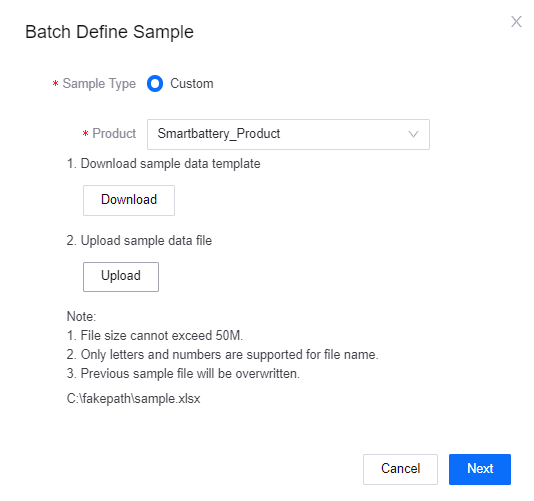 Batch Define Sample
* Sample Type Custom
* Product Smartbattery_Product
1. Download sample data template
Download
2. Upload sample data file
Upload
Note:
1. File size cannot exceed 50M.
2. Only letters and numbers are supported for file name.
3. Previous sample file will be overwritten.
C:\fakepath\sample.xlsx
Cancel Next